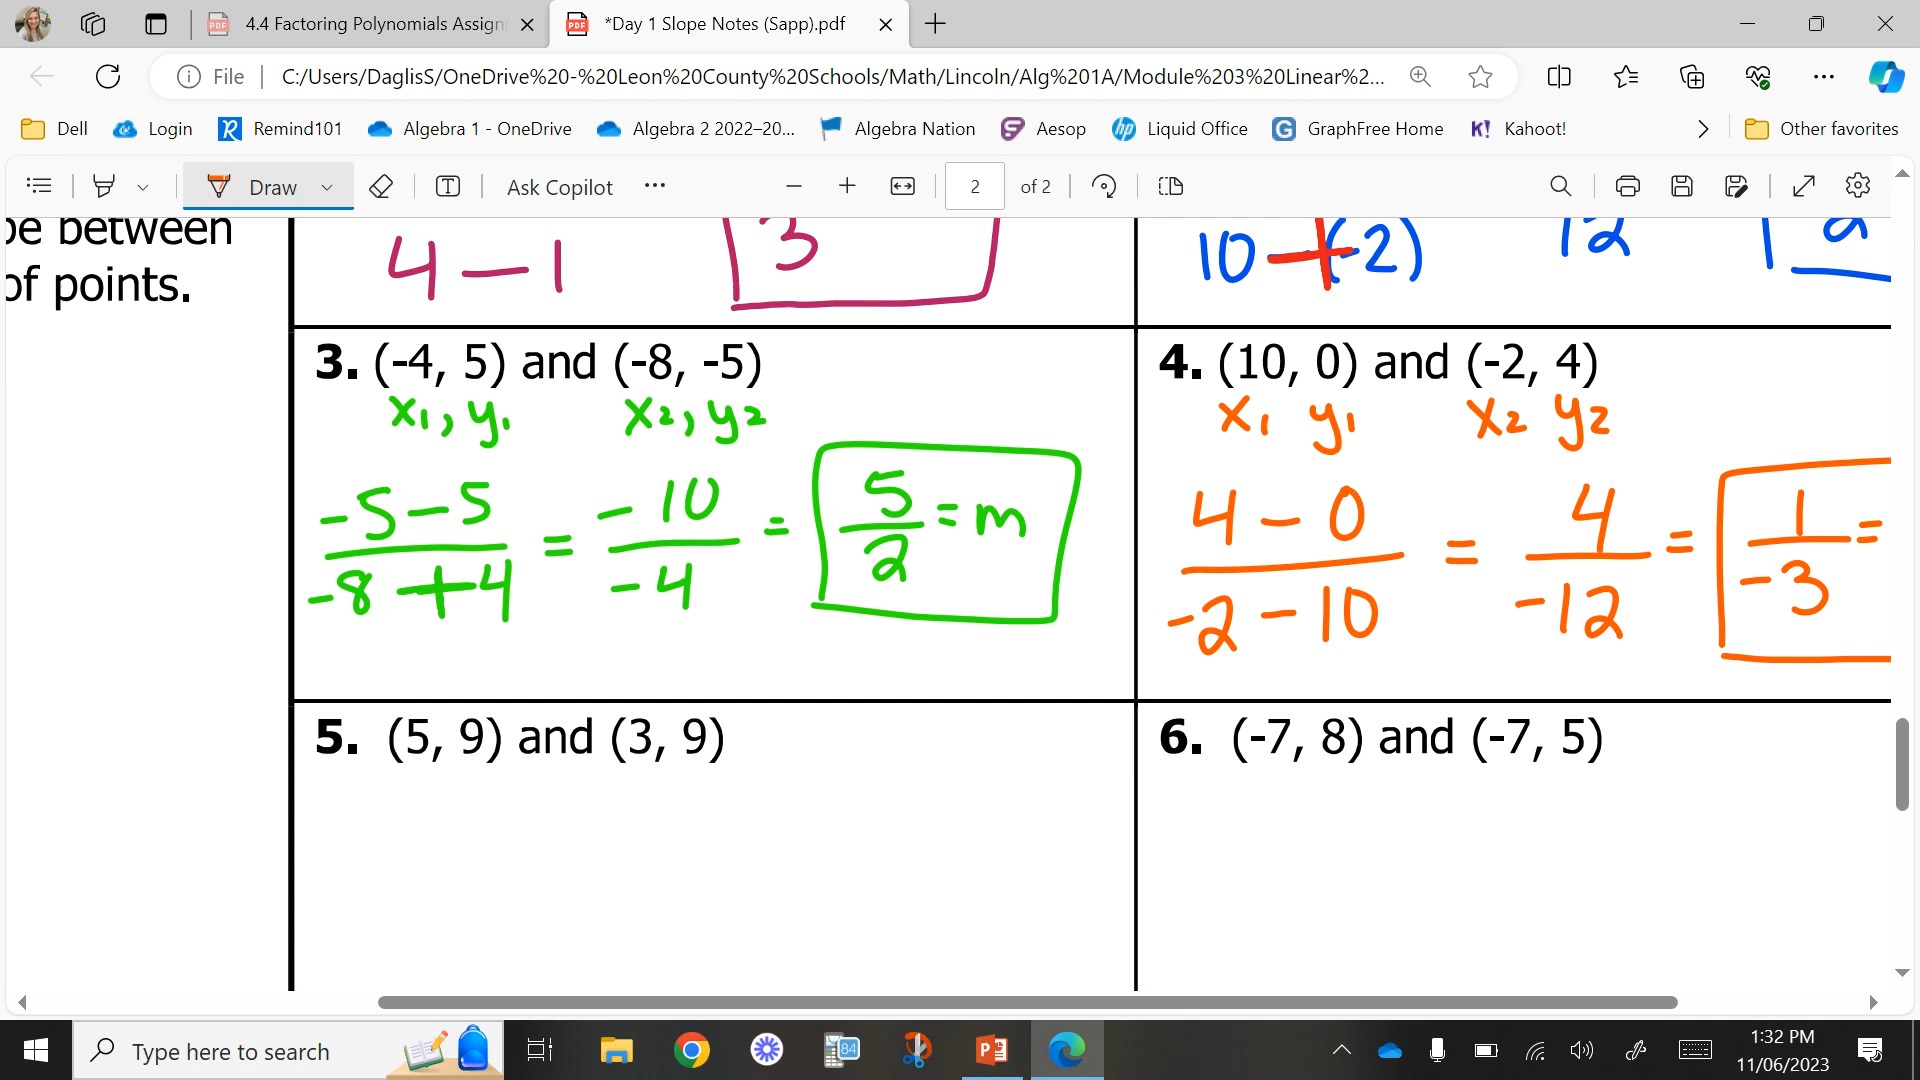 4.4 Factoring Polynomials Assign
*Day 1 Slope Notes (Sapp).pdf
File
C:/Users/DaglisS/OneDrive%20-%20Leon%20County%20Schools/Math/Lincoln/Alg%201A/Module%203%20Linear%2...
Dell
Login
Remind101
Algebra 1 - OneDrive
Algebra 2 2022–20...
Algebra Nation
Aesop
Liquid Office
GraphFree Home
Kahoot!
Other favorites
Draw
Ask Copilot
2
of 2
be between
of points.
4 - 1
3
10 + (-2)
12
3. (-4, 5) and (-8, -5)
x1, y1 x2, y2
-5-5 = -10 = 5 = m
-8+4 -4 2
4. (10, 0) and (-2, 4)
x1 y1 x2 y2
4 - 0 = 4 = 1 =
-2 - 10 -12 -3
5. (5, 9) and (3, 9)
6. (-7, 8) and (-7, 5)
Type here to search
84
1:32 PM
11/06/2023